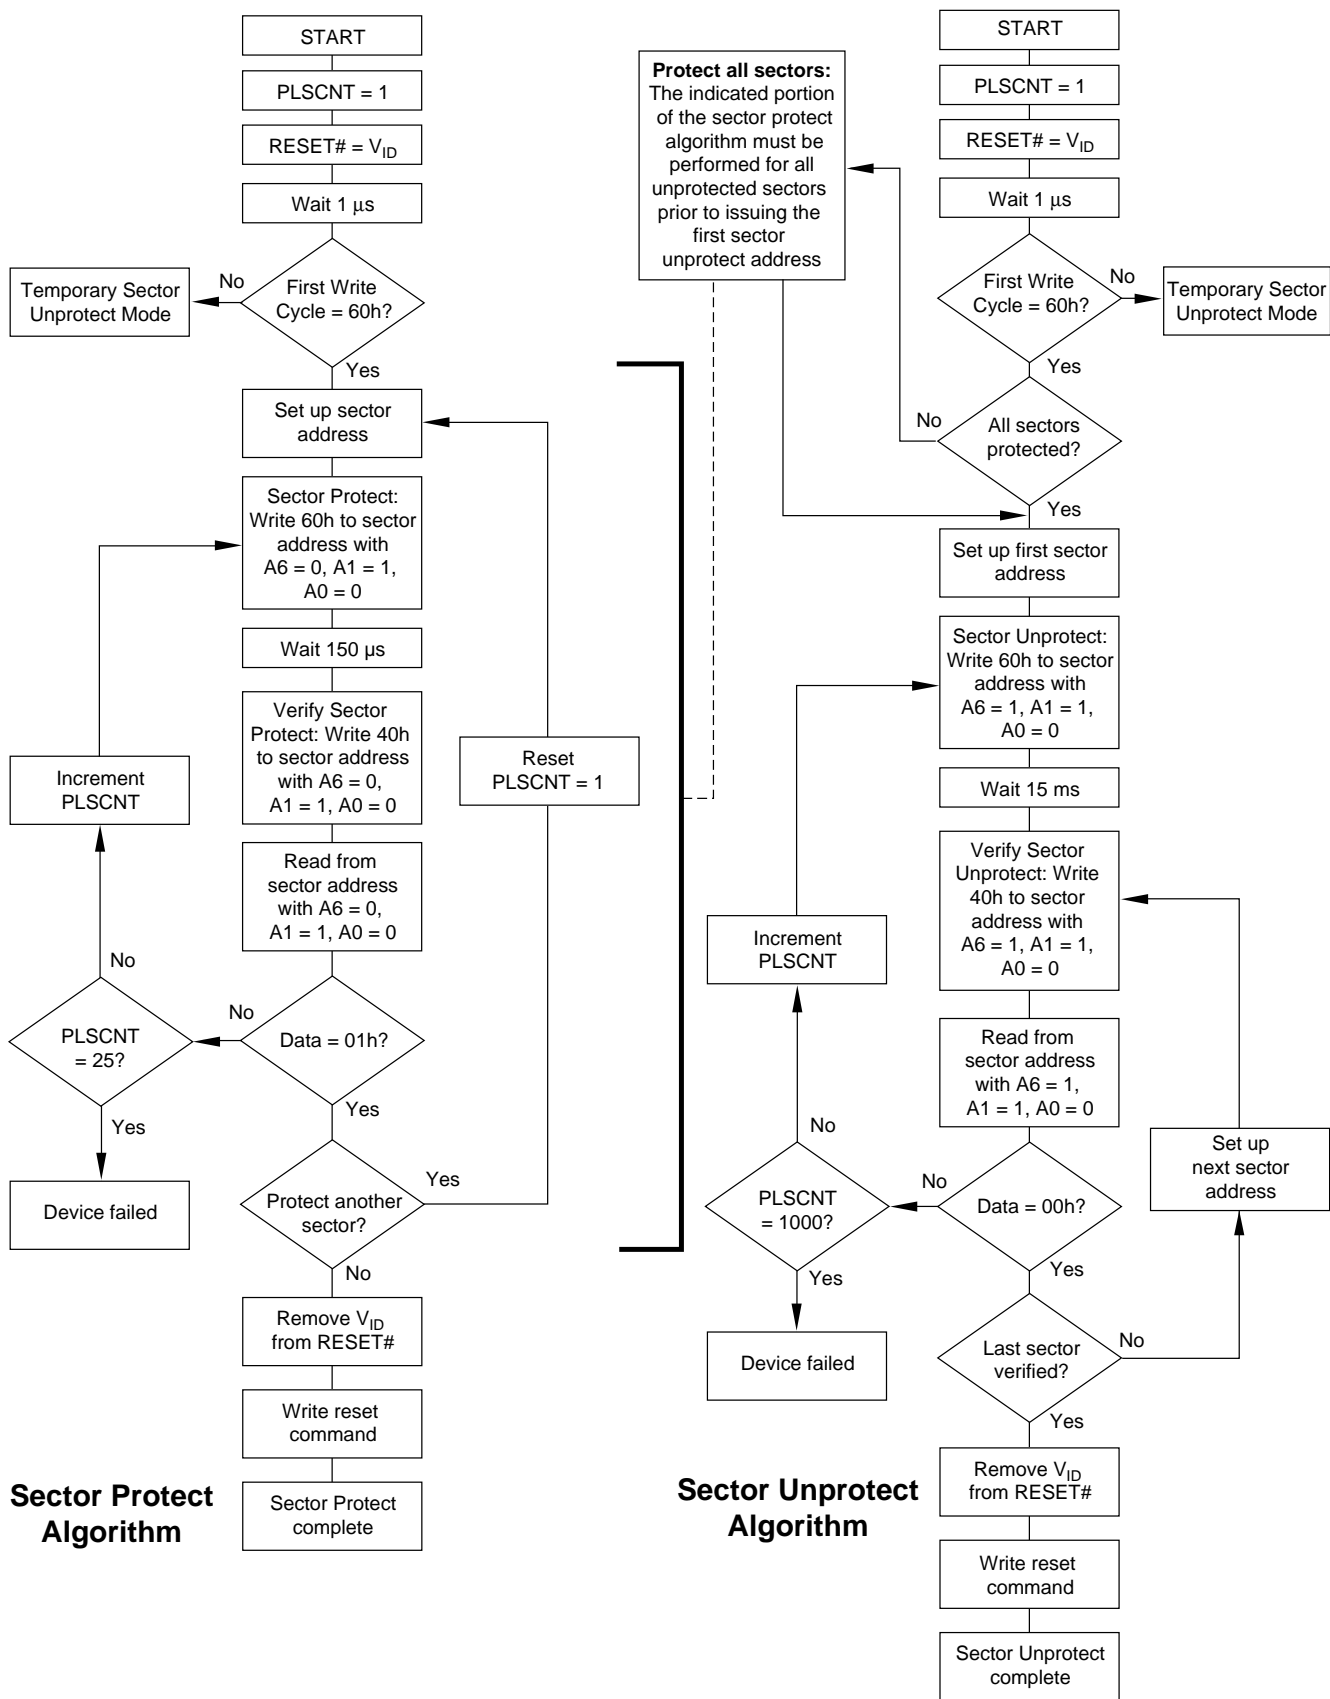 START
PLSCNT = 1
RESET# = VID
Wait 1 μs
No
First Write
Cycle = 60h?
Temporary Sector
Unprotect Mode
Yes
Set up sector
address
Sector Protect:
Write 60h to sector
address with
A6 = 0, A1 = 1,
A0 = 0
Wait 150 µs
Verify Sector
Protect: Write 40h
to sector address
with A6 = 0,
A1 = 1, A0 = 0
Reset
PLSCNT = 1
Increment
PLSCNT
Read from
sector address
with A6 = 0,
A1 = 1, A0 = 0
No
No
PLSCNT
= 25?
Data = 01h?
Yes
Yes
Device failed
Protect another
sector?
Yes
No
Remove VID
from RESET#
Write reset
command
Sector Protect
complete
Sector Protect
Algorithm
Protect all sectors:
The indicated portion
of the sector protect
algorithm must be
performed for all
unprotected sectors
prior to issuing the
first sector
unprotect address
START
PLSCNT = 1
RESET# = VID
Wait 1 μs
First Write
Cycle = 60h?
No
Temporary Sector
Unprotect Mode
Yes
No
All sectors
protected?
Yes
Set up first sector
address
Sector Unprotect:
Write 60h to sector
address with
A6 = 1, A1 = 1,
A0 = 0
Wait 15 ms
Verify Sector
Unprotect: Write
40h to sector
address with
A6 = 1, A1 = 1,
A0 = 0
Increment
PLSCNT
Read from
sector address
with A6 = 1,
A1 = 1, A0 = 0
No
No
PLSCNT
= 1000?
Data = 00h?
Set up
next sector
address
Yes
Yes
Device failed
Last sector
verified?
No
Yes
Remove VID
from RESET#
Write reset
command
Sector Unprotect
complete
Sector Unprotect
Algorithm